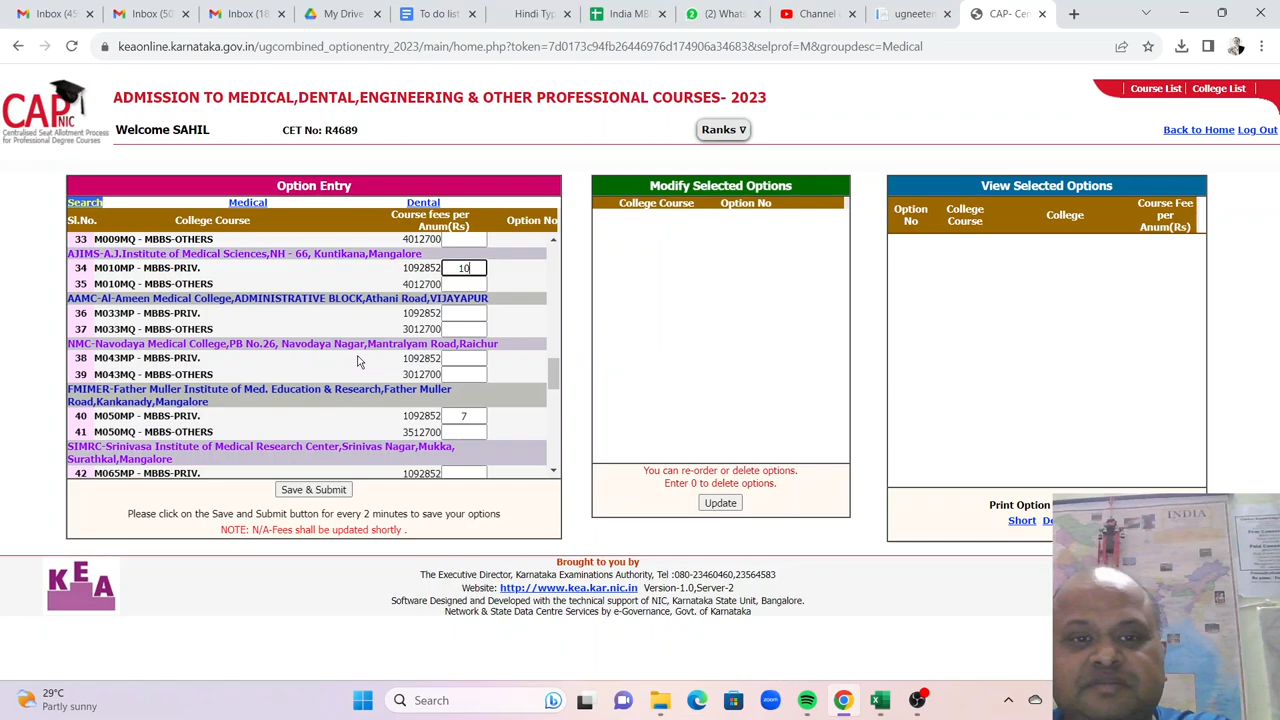 Inbox (50
Inbox (50
Inbox (18
My Drive
To do list
Hindi Typ
India MB
(2) Whats
Channel
ugneeten
CAP- Cen
keaonline.karnataka.gov.in/ugcombined_optionentry_2023/main/home.php?token=7d0173c94fb26446976d174906a34683&selprof=M&groupdesc=Medical
CAP NIC
Centralised Seat Allotment Process
for Professional Degree Courses
ADMISSION TO MEDICAL,DENTAL,ENGINEERING & OTHER PROFESSIONAL COURSES- 2023
Course List College List
Welcome SAHIL CET No: R4689 Ranks ∇
Back to Home Log Out
Option Entry
Search Medical Dental
Sl.No. College Course Course fees per Anum(Rs) Option No
33 M009MQ - MBBS-OTHERS 4012700
AJIMS-A.J.Institute of Medical Sciences,NH - 66, Kuntikana,Mangalore
34 M010MP - MBBS-PRIV. 1092852 10
35 M010MQ - MBBS-OTHERS 4012700
AAMC-Al-Ameen Medical College,ADMINISTRATIVE BLOCK,Athani Road,VIJAYAPUR
36 M033MP - MBBS-PRIV. 1092852
37 M033MQ - MBBS-OTHERS 3012700
NMC-Navodaya Medical College,PB No.26, Navodaya Nagar,Mantralyam Road,Raichur
38 M043MP - MBBS-PRIV. 1092852
39 M043MQ - MBBS-OTHERS 3012700
FMIMER-Father Muller Institute of Med. Education & Research,Father Muller
Road,Kankanady,Mangalore
40 M050MP - MBBS-PRIV. 1092852 7
41 M050MQ - MBBS-OTHERS 3512700
SIMRC-Srinivasa Institute of Medical Research Center,Srinivas Nagar,Mukka,
Surathkal,Mangalore
42 M065MP - MBBS-PRIV. 1092852
Save & Submit
Please click on the Save and Submit button for every 2 minutes to save your options
NOTE: N/A-Fees shall be updated shortly .
Modify Selected Options
College Course Option No
You can re-order or delete options.
Enter 0 to delete options.
Update
View Selected Options
Option No College Course College Course Fee per Anum(Rs)
Print Option
Short
INDIA
KEA
Brought to you by
The Executive Director, Karnataka Examinations Authority, Tel :080-23460460,23564583
Website: http://www.kea.kar.nic.in Version-1.0,Server-2
Software Designed and Developed with the technical support of NIC, Karnataka State Unit, Bangalore.
Network & State Data Centre Services by e-Governance, Govt. of Karnataka
29°C
Partly sunny
Search
zoom